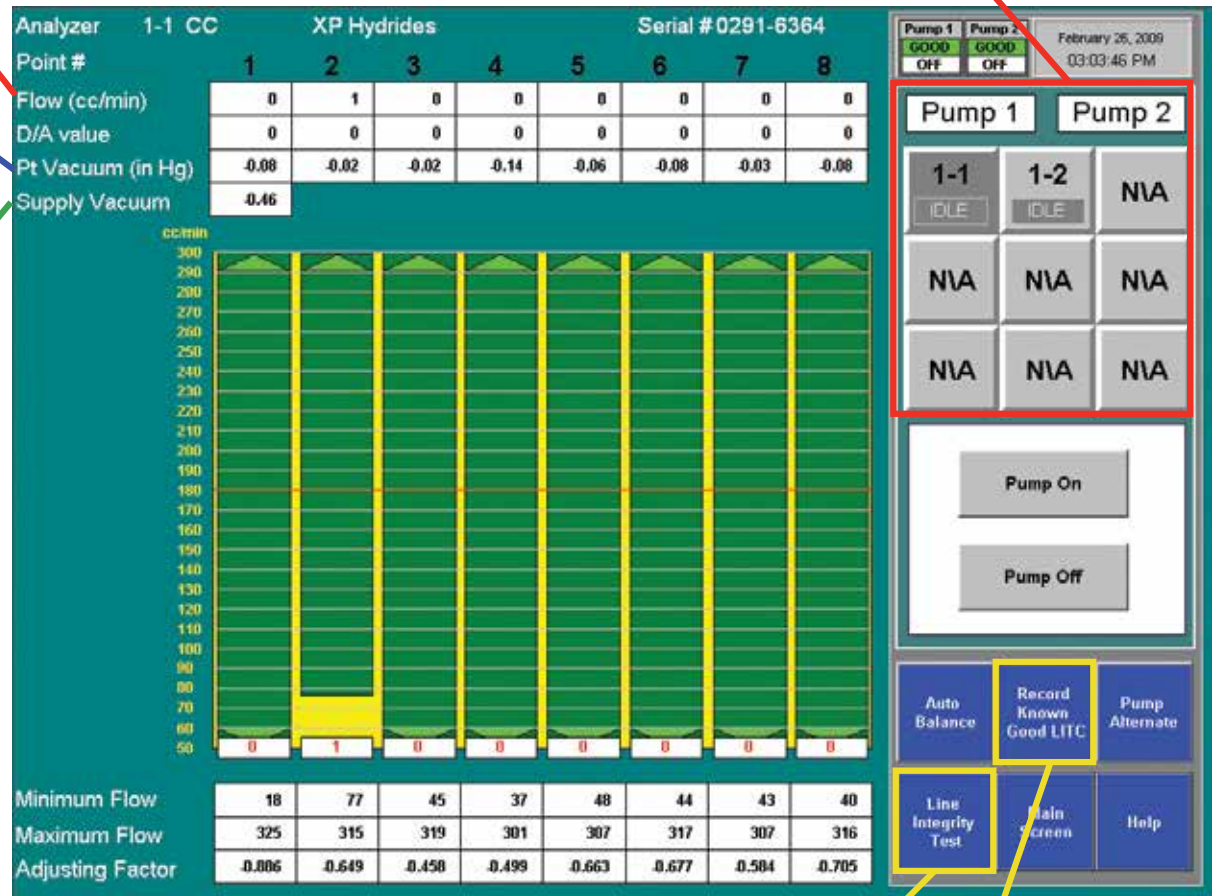 Analyzer 1-1 CC XP Hydrides Serial # 0291-6364
Point # 1 2 3 4 5 6 7 8
Flow (cc/min) 0 1 0 0 0 0 0 0
D/A value 0 0 0 0 0 0 0 0
Pt Vacuum (in Hg) -0.08 -0.02 -0.02 -0.14 -0.06 -0.08 -0.03 -0.08
Supply Vacuum -0.46
cc/min
300
290
280
270
260
250
240
230
220
210
200
190
180
170
160
150
140
130
120
110
100
90
80
70
60
50 0 1 0 0 0 0 0 0
Minimum Flow 18 77 45 37 48 44 43 40
Maximum Flow 325 315 319 301 307 317 307 316
Adjusting Factor -0.886 -0.649 -0.458 -0.499 -0.663 -0.677 -0.584 -0.705
Pump 1 Pump 2
GOOD GOOD
OFF OFF
February 26, 2009
03:03:46 PM
Pump 1 Pump 2
1-1 1-2 N\A
IDLE IDLE
N\A N\A N\A
N\A N\A N\A
Pump On
Pump Off
Auto
Balance
Record
Known
Good LITC
Pump
Alternate
Line
Integrity
Test
Main
Screen
Help